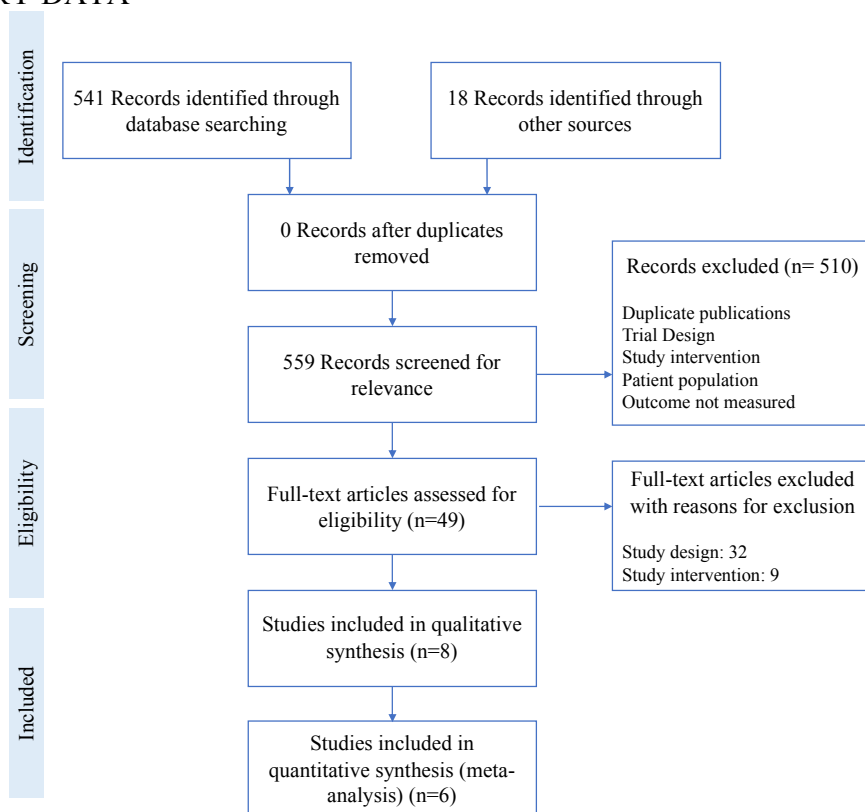 Identification
541 Records identified through
database searching
18 Records identified through
other sources
Screening
0 Records after duplicates
removed
559 Records screened for
relevance
Records excluded (n= 510)
Duplicate publications
Trial Design
Study intervention
Patient population
Outcome not measured
Eligibility
Full-text articles assessed for
eligibility (n=49)
Full-text articles excluded
with reasons for exclusion
Study design: 32
Study intervention: 9
Included
Studies included in qualitative
synthesis (n=8)
Studies included in
quantitative synthesis (meta-
analysis) (n=6)